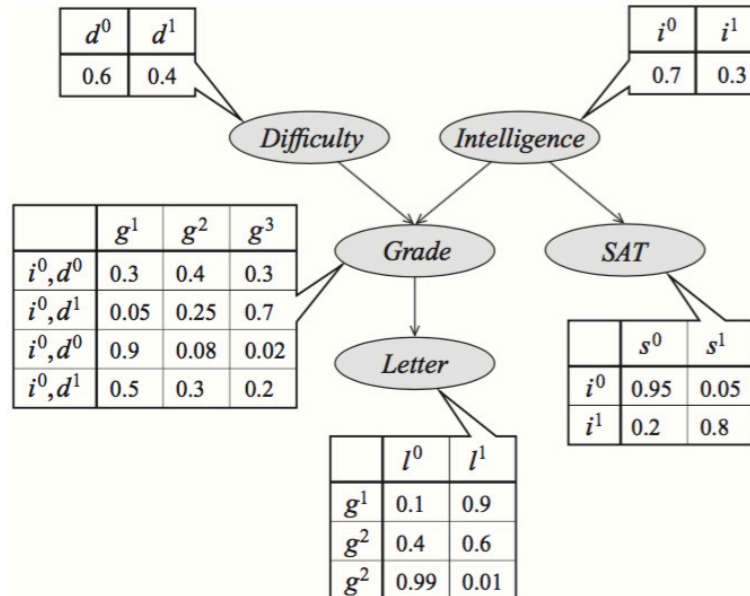 d⁰ d¹
0.6 0.4
i⁰ i¹
0.7 0.3
Difficulty
Intelligence
g¹ g² g³
i⁰,d⁰ 0.3 0.4 0.3
i⁰,d¹ 0.05 0.25 0.7
i⁰,d⁰ 0.9 0.08 0.02
i⁰,d¹ 0.5 0.3 0.2
Grade
SAT
Letter
s⁰ s¹
i⁰ 0.95 0.05
i¹ 0.2 0.8
l⁰ l¹
g¹ 0.1 0.9
g² 0.4 0.6
g² 0.99 0.01